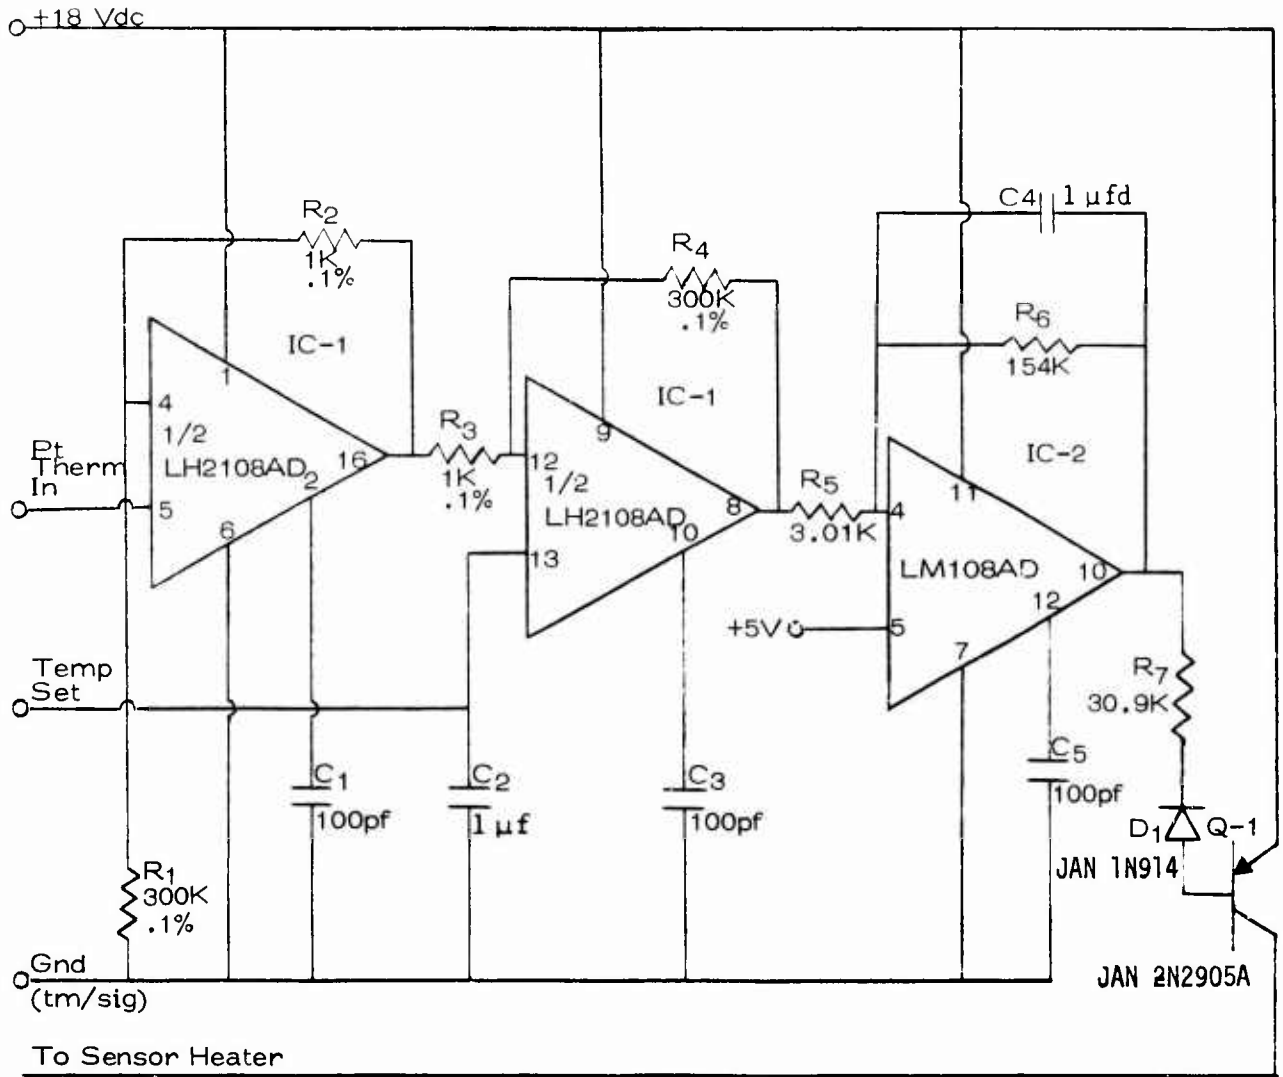 +18 Vdc
R2
1K
.1%
IC-1
1
4
1/2
LH2108AD
2
16
5
6
Pt
Therm
In
R3
1K
.1%
R4
300K
.1%
IC-1
9
12
1/2
LH2108AD
10
8
13
C4 1 µfd
R6
154K
IC-2
11
R5
3.01K
4
LM108AD
10
12
+5V
5
7
Temp
Set
R7
30.9K
C1
100pf
C2
1 µf
C3
100pf
C5
100pf
D1
JAN 1N914
Q-1
JAN 2N2905A
R1
300K
.1%
Gnd
(tm/sig)
To Sensor Heater